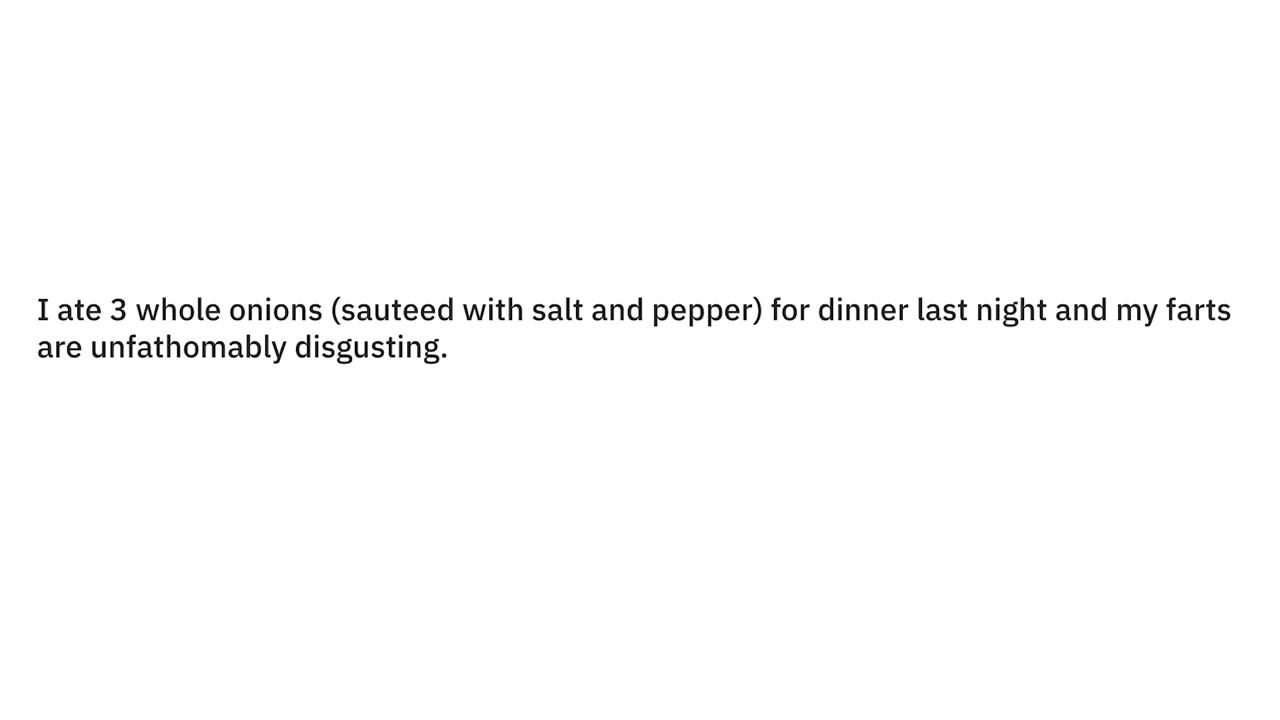 I ate 3 whole onions (sauteed with salt and pepper) for dinner last night and my farts
are unfathomably disgusting.